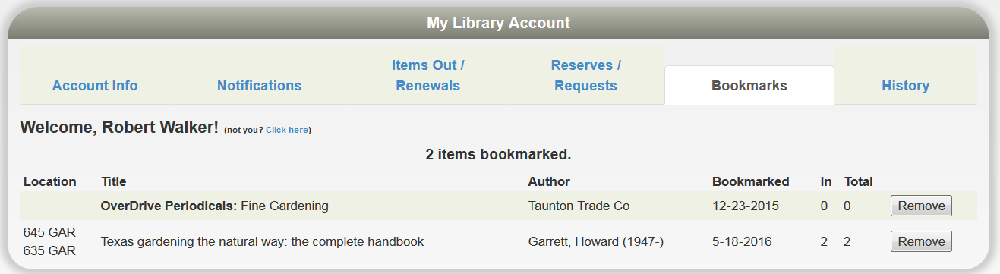 My Library Account
Account Info
Notifications
Items Out /
Renewals
Reserves /
Requests
Bookmarks
History
Welcome, Robert Walker! (not you? Click here)
2 items bookmarked.
Location Title Author Bookmarked In Total
OverDrive Periodicals: Fine Gardening Taunton Trade Co 12-23-2015 0 0 Remove
645 GAR
635 GAR
Texas gardening the natural way: the complete handbook Garrett, Howard (1947-) 5-18-2016 2 2 Remove